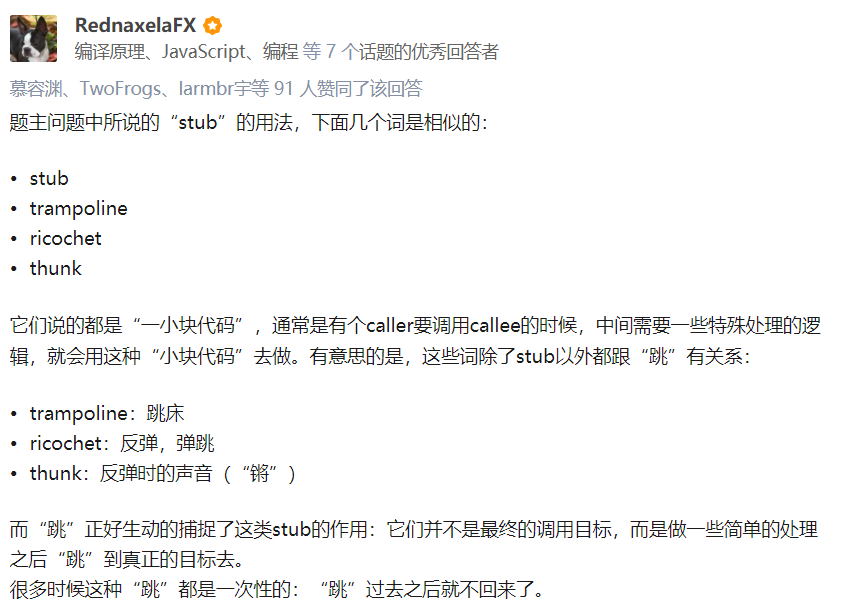 RednaxelaFX
编译原理、JavaScript、编程 等 7 个话题的优秀回答者
慕容渊、TwoFrogs、larmbr宇等 91 人赞同了该回答
题主问题中所说的“stub”的用法，下面几个词是相似的：
• stub
• trampoline
• ricochet
• thunk
它们说的都是“一小块代码”，通常是有个caller要调用callee的时候，中间需要一些特殊处理的逻
辑，就会用这种“小块代码”去做。有意思的是，这些词除了stub以外都跟“跳”有关系：
• trampoline：跳床
• ricochet：反弹，弹跳
• thunk：反弹时的声音（“锵”）
而“跳”正好生动的捕捉了这类stub的作用：它们并不是最终的调用目标，而是做一些简单的处理
之后“跳”到真正的目标去。
很多时候这种“跳”都是一次性的：“跳”过去之后就不回来了。